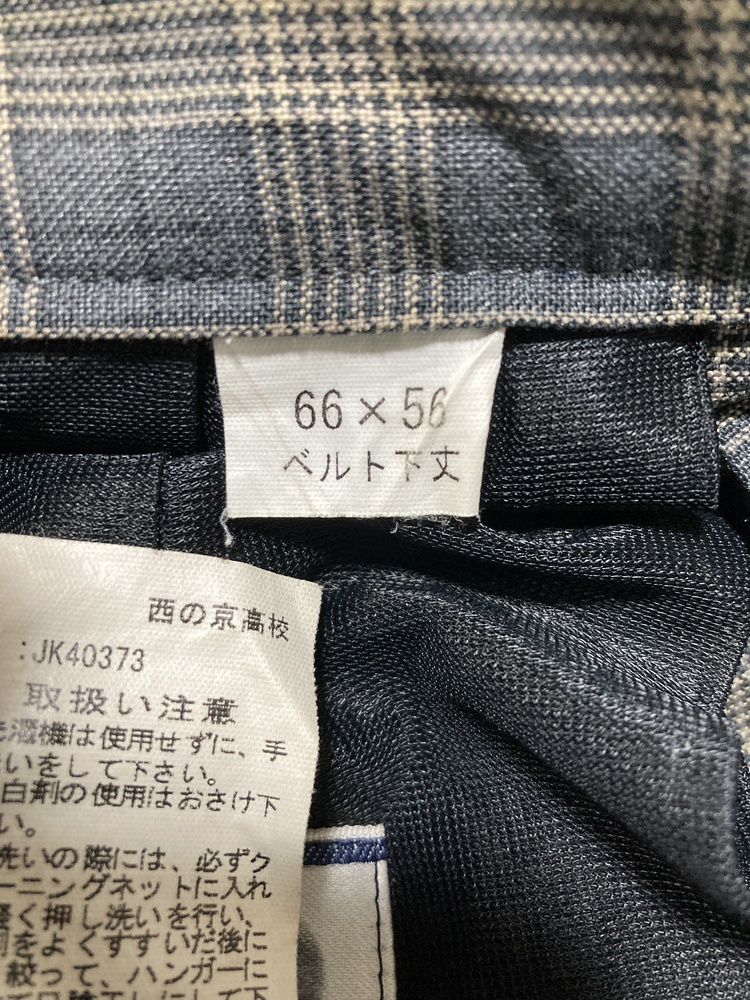 66×56
ベルト下丈
西の京高校
:JK40373
取扱い注意
濯機は使用せずに、手
いをして下さい。
白剤の使用はおさけ下
い。
洗いの際には、必ずク
ーニングネットに入れ
軽く押し洗いを行い、
をよくすすいだ後に
絞って、ハンガーに